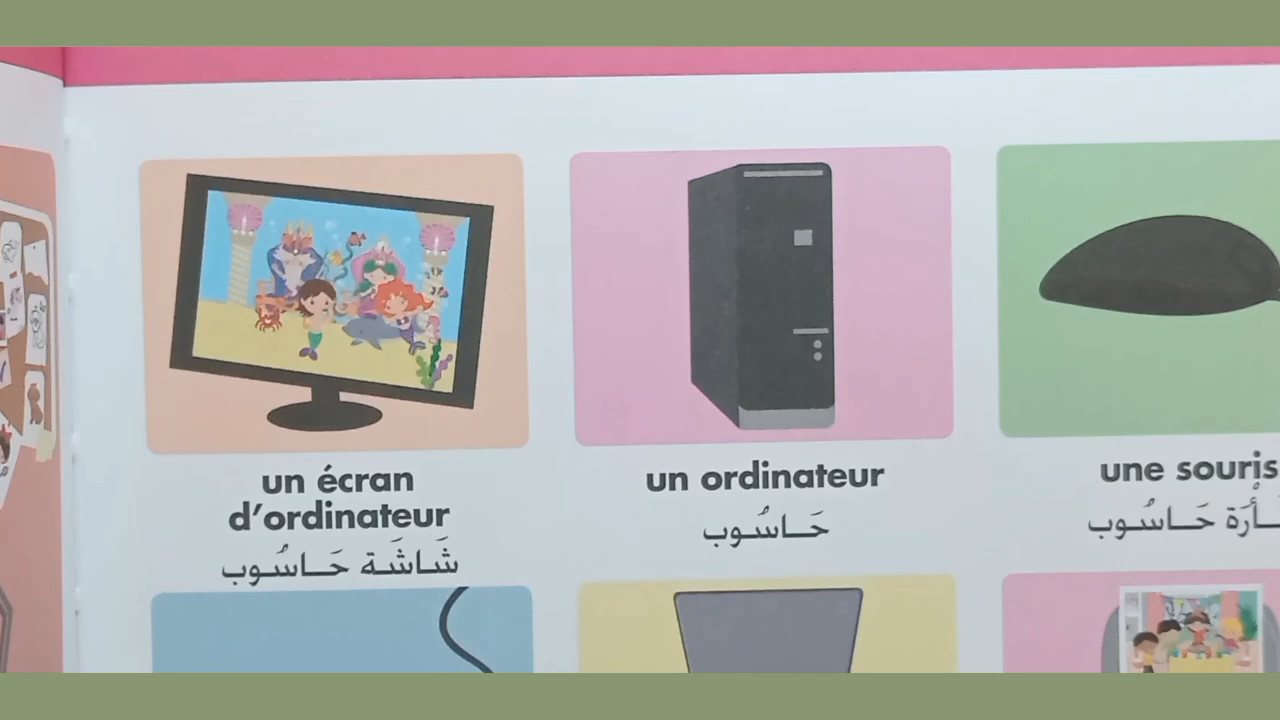 un écran
d'ordinateur
شَاشَة حَاسُوب
un ordinateur
حَاسُوب
une souris
حَاسُوب